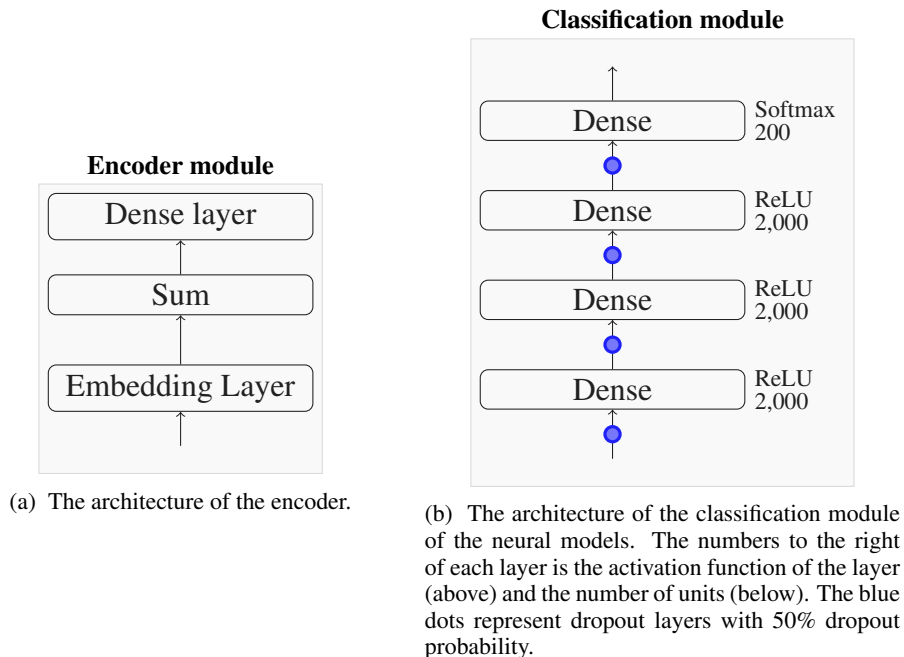 Encoder module
Dense layer
Sum
Embedding Layer
(a) The architecture of the encoder.
Classification module
Dense
Softmax
200
Dense
ReLU
2,000
Dense
ReLU
2,000
Dense
ReLU
2,000
(b) The architecture of the classification module
of the neural models. The numbers to the right
of each layer is the activation function of the layer
(above) and the number of units (below). The blue
dots represent dropout layers with 50% dropout
probability.